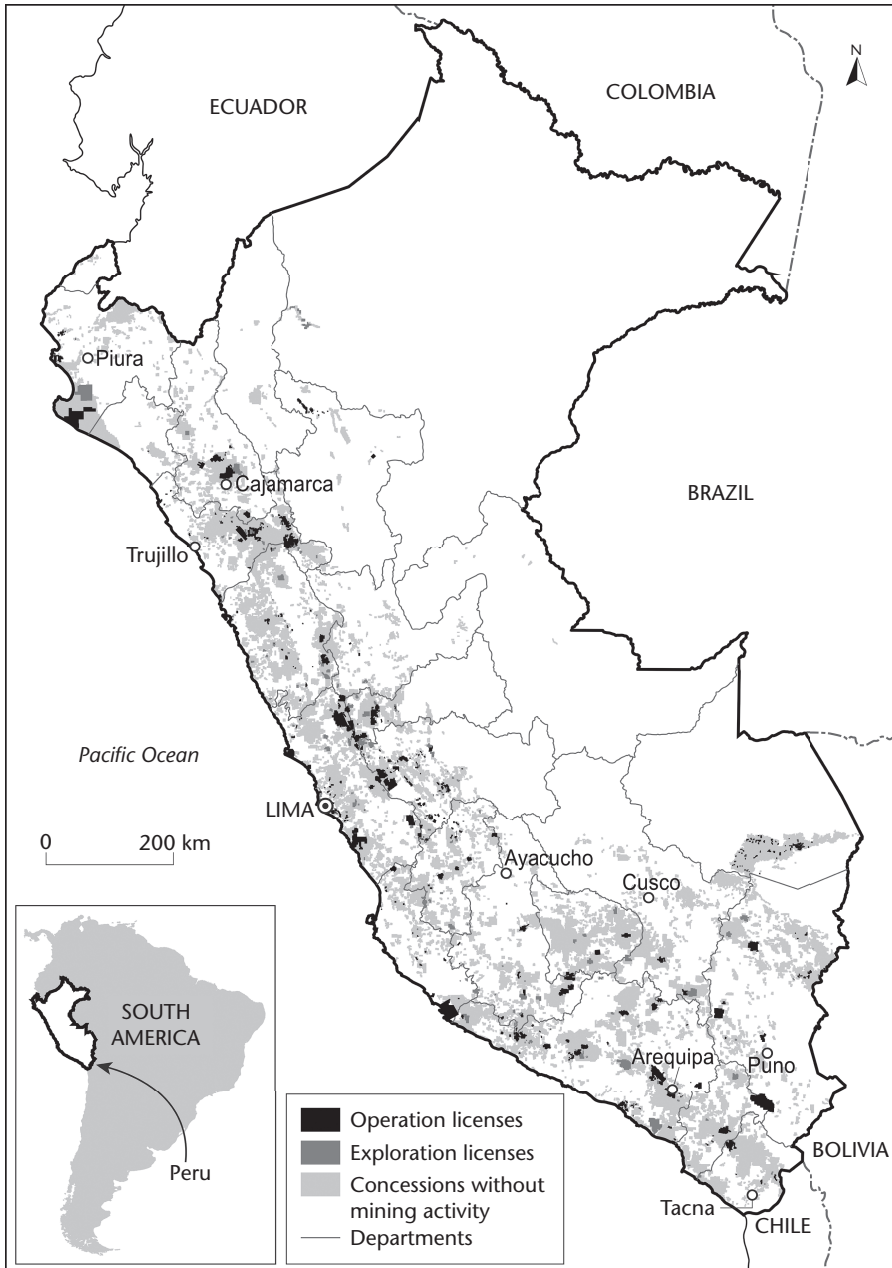 N
ECUADOR
COLOMBIA
Piura
Cajamarca
BRAZIL
Trujillo
Pacific Ocean
LIMA
0 200 km
Ayacucho
Cusco
SOUTH
AMERICA
Arequipa
Puno
Peru
BOLIVIA
Tacna
CHILE
Operation licenses
Exploration licenses
Concessions without
mining activity
Departments